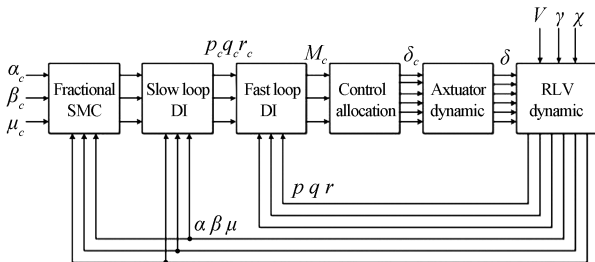 V γ χ
p_c q_c r_c
M_c
δ_c
δ
α_c
β_c
μ_c
Fractional
SMC
Slow loop
DI
Fast loop
DI
Control
allocation
Axtuator
dynamic
RLV
dynamic
p q r
α β μ